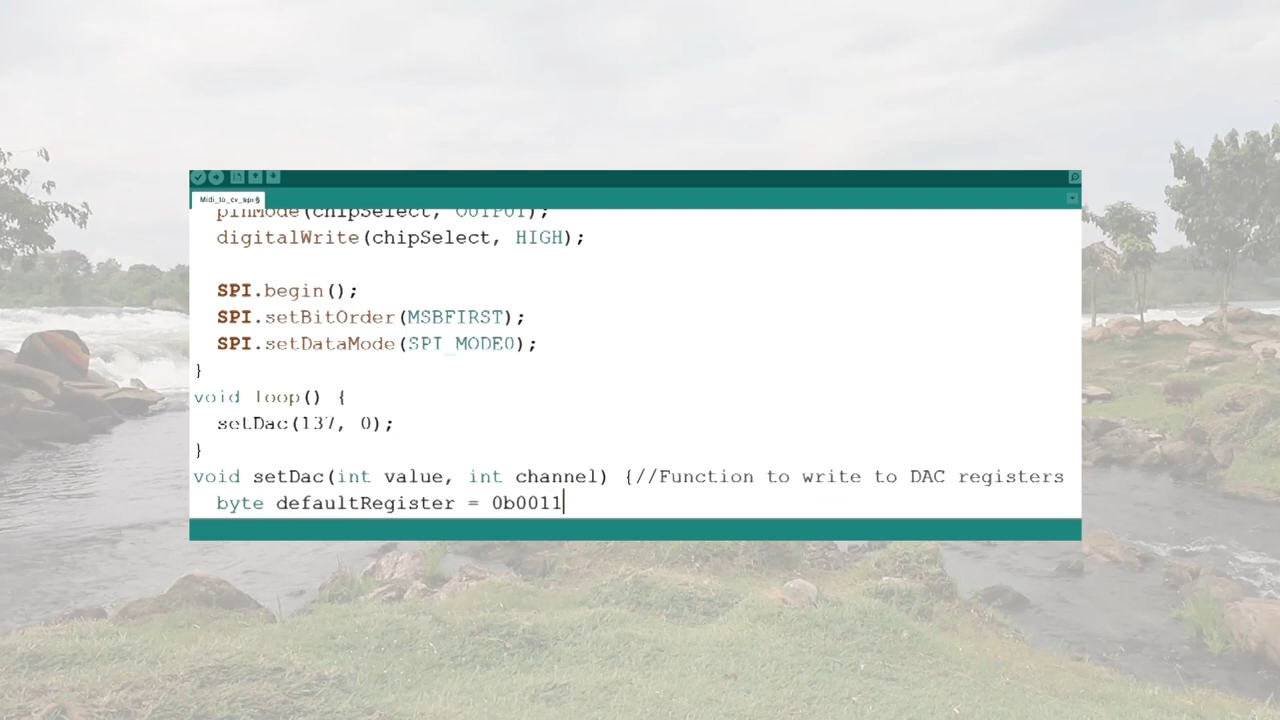 Midi_to_cv_spi §
pinMode(chipSelect, OUTPUT);
digitalWrite(chipSelect, HIGH);
SPI.begin();
SPI.setBitOrder(MSBFIRST);
SPI.setDataMode(SPI_MODE0);
}
void loop() {
setDac(137, 0);
}
void setDac(int value, int channel) {//Function to write to DAC registers
byte defaultRegister = 0b0011